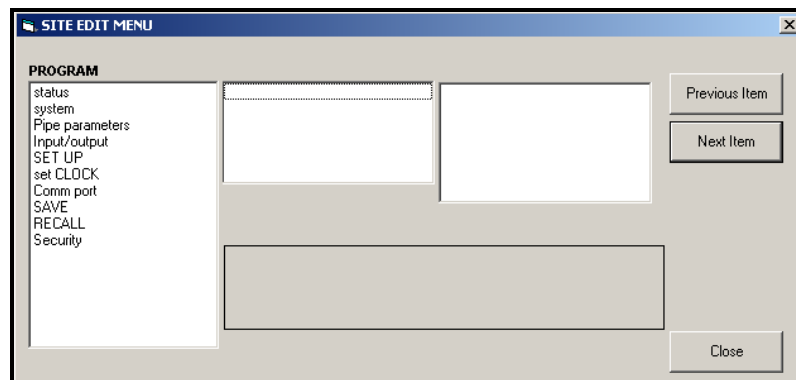 SITE EDIT MENU
PROGRAM
status
system
Pipe parameters
Input/output
SET UP
set CLOCK
Comm port
SAVE
RECALL
Security
Previous Item
Next Item
Close